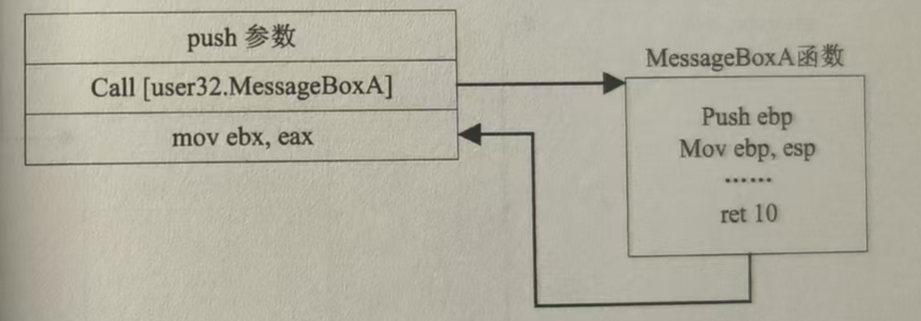 push 参数
Call [user32.MessageBoxA]
mov ebx, eax
MessageBoxA函数
Push ebp
Mov ebp, esp
……
ret 10